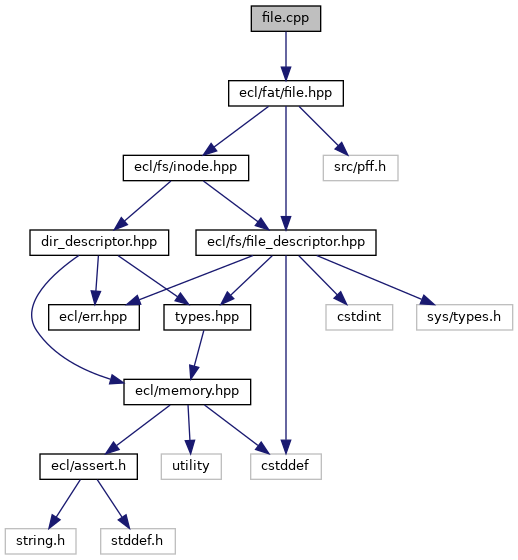 file.cpp
ecl/fat/file.hpp
ecl/fs/inode.hpp
src/pff.h
dir_descriptor.hpp
ecl/fs/file_descriptor.hpp
ecl/err.hpp
types.hpp
cstdint
sys/types.h
ecl/memory.hpp
ecl/assert.h
utility
cstddef
string.h
stddef.h